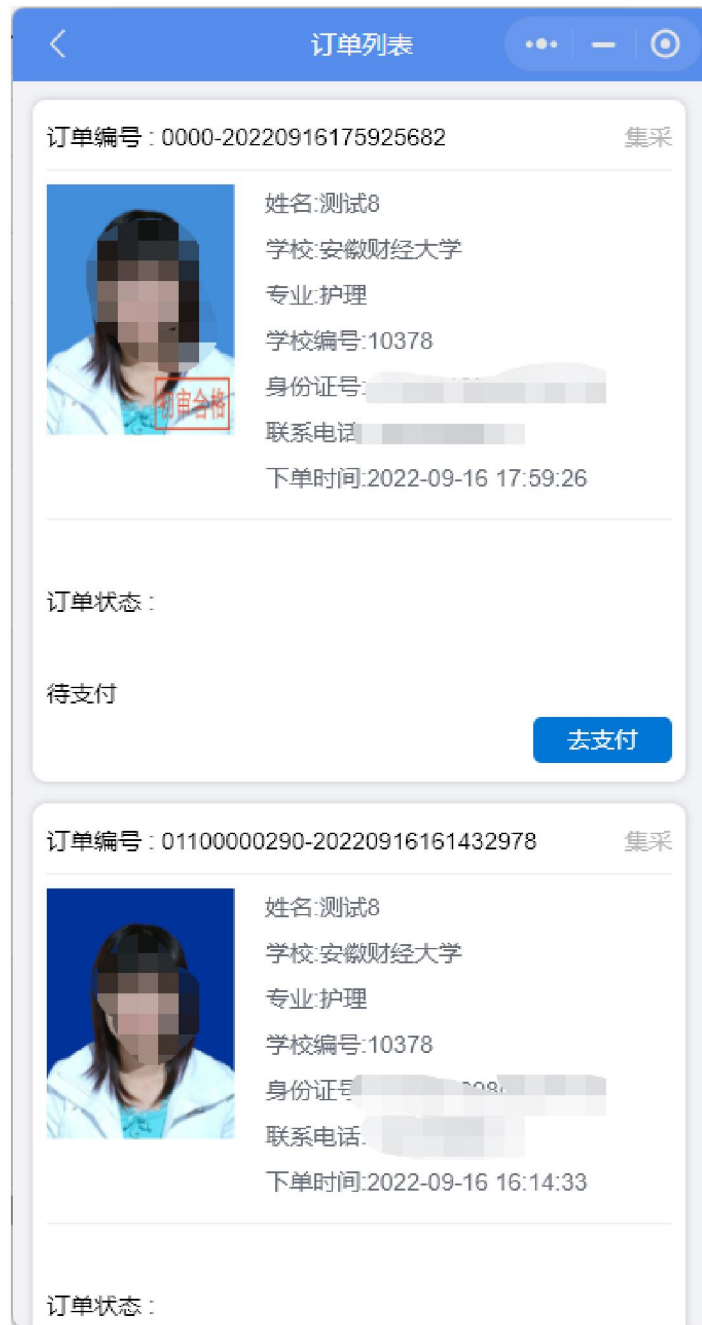 订单列表
订单编号 : 0000-20220916175925682
集采
姓名:测试8
学校:安徽财经大学
专业:护理
学校编号:10378
身份证号:
联系电话
下单时间:2022-09-16 17:59:26
初审合格
订单状态 :
待支付
去支付
订单编号 : 01100000290-20220916161432978
集采
姓名:测试8
学校:安徽财经大学
专业:护理
学校编号:10378
身份证号
联系电话:
下单时间:2022-09-16 16:14:33
订单状态 :